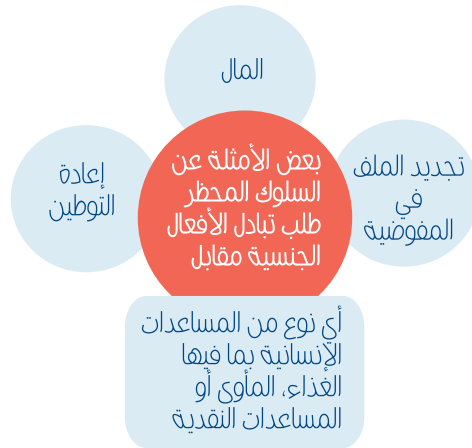 المال
بعض الأمثلة عن
السلوك المحظر
طلب تبادل الأفعال
الجنسية مقابل
تجديد الملف
في
المفوضية
إعادة
التوطين
أي نوع من المساعدات
الإنسانية بما فيها
الغذاء، المأوى أو
المساعدات النقدية